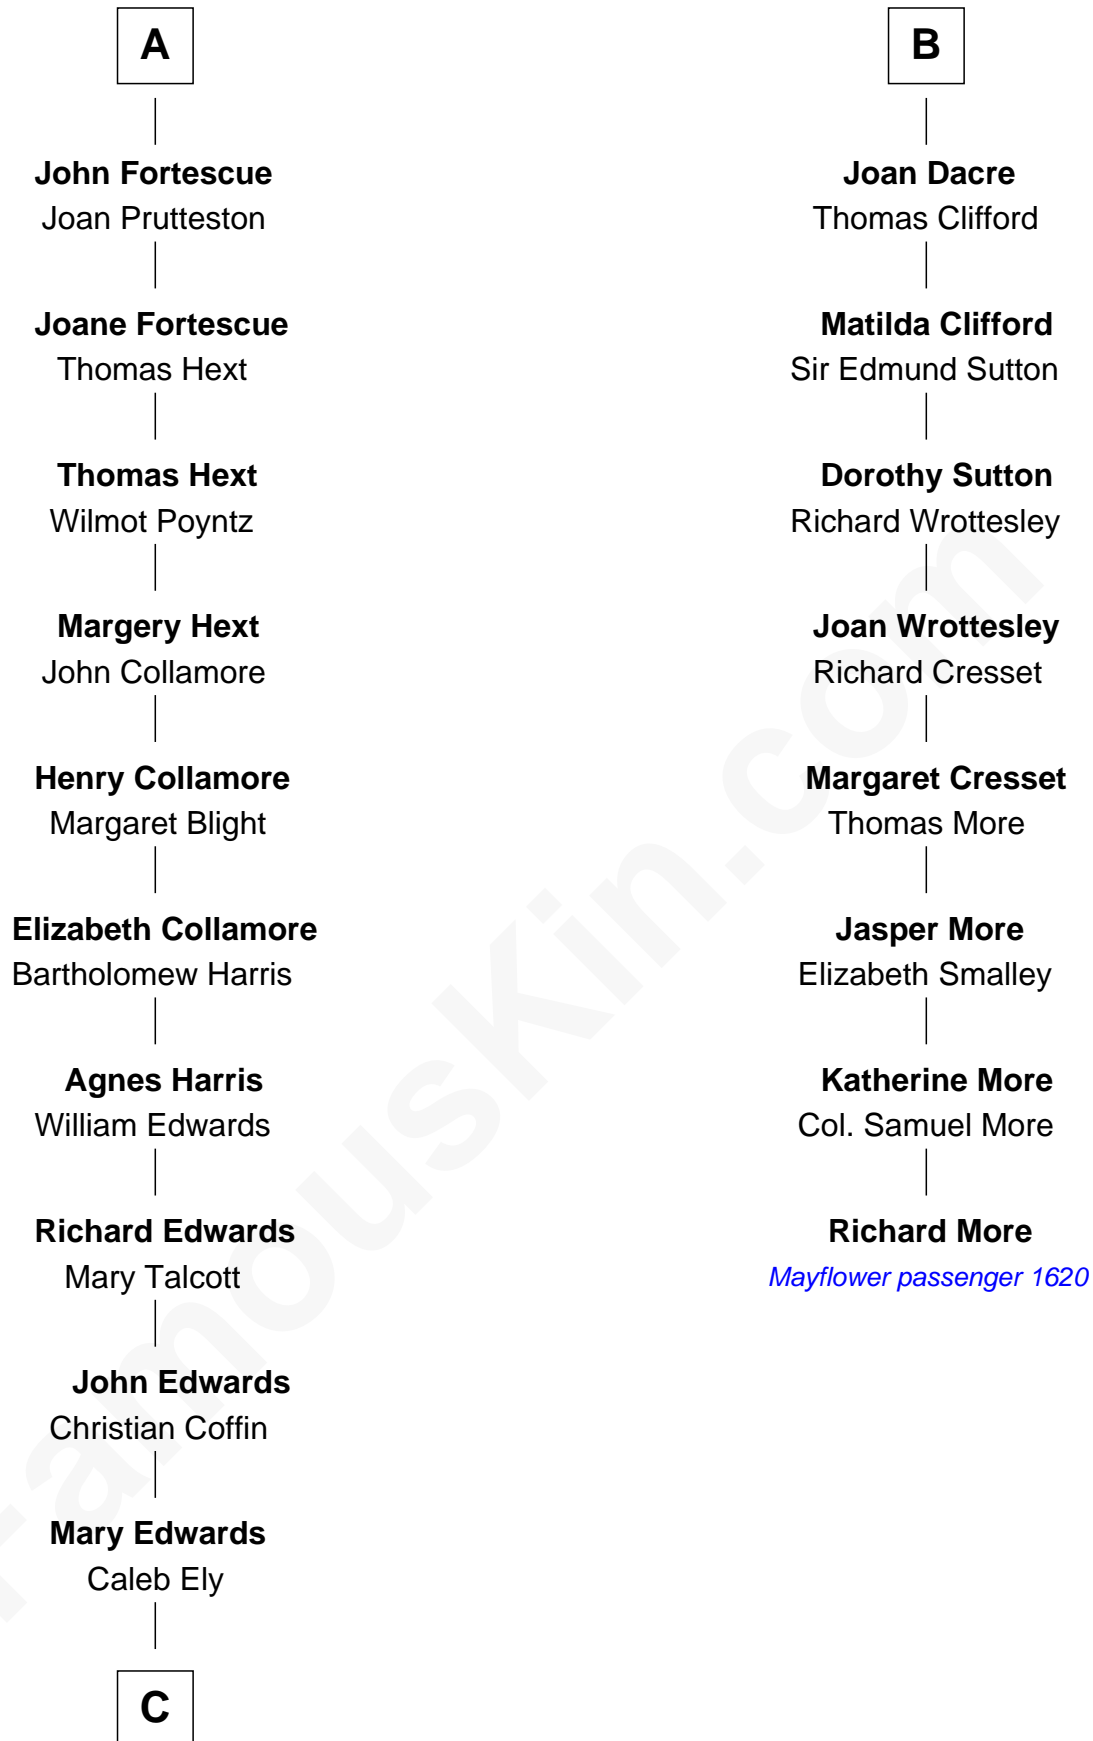 A
John Fortescue
Joan Prutteston
Joane Fortescue
Thomas Hext
Thomas Hext
Wilmot Poyntz
Margery Hext
John Collamore
Henry Collamore
Margaret Blight
Elizabeth Collamore
Bartholomew Harris
Agnes Harris
William Edwards
Richard Edwards
Mary Talcott
John Edwards
Christian Coffin
Mary Edwards
Caleb Ely
C
B
Joan Dacre
Thomas Clifford
Matilda Clifford
Sir Edmund Sutton
Dorothy Sutton
Richard Wrottesley
Joan Wrottesley
Richard Cresset
Margaret Cresset
Thomas More
Jasper More
Elizabeth Smalley
Katherine More
Col. Samuel More
Richard More
Mayflower passenger 1620
FamousKin.com